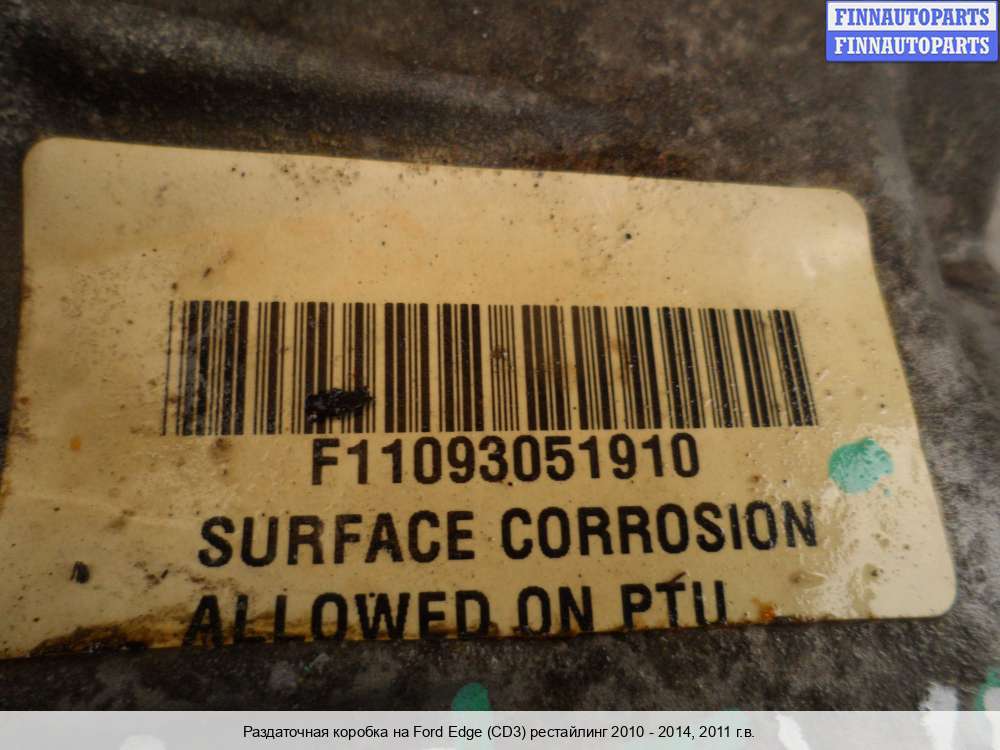 FINNAUTOPARTS
FINNAUTOPARTS
F11093051910
SURFACE CORROSION
ALLOWED ON PTU
Раздаточная коробка на Ford Edge (CD3) рестайлинг 2010 - 2014, 2011 г.в.